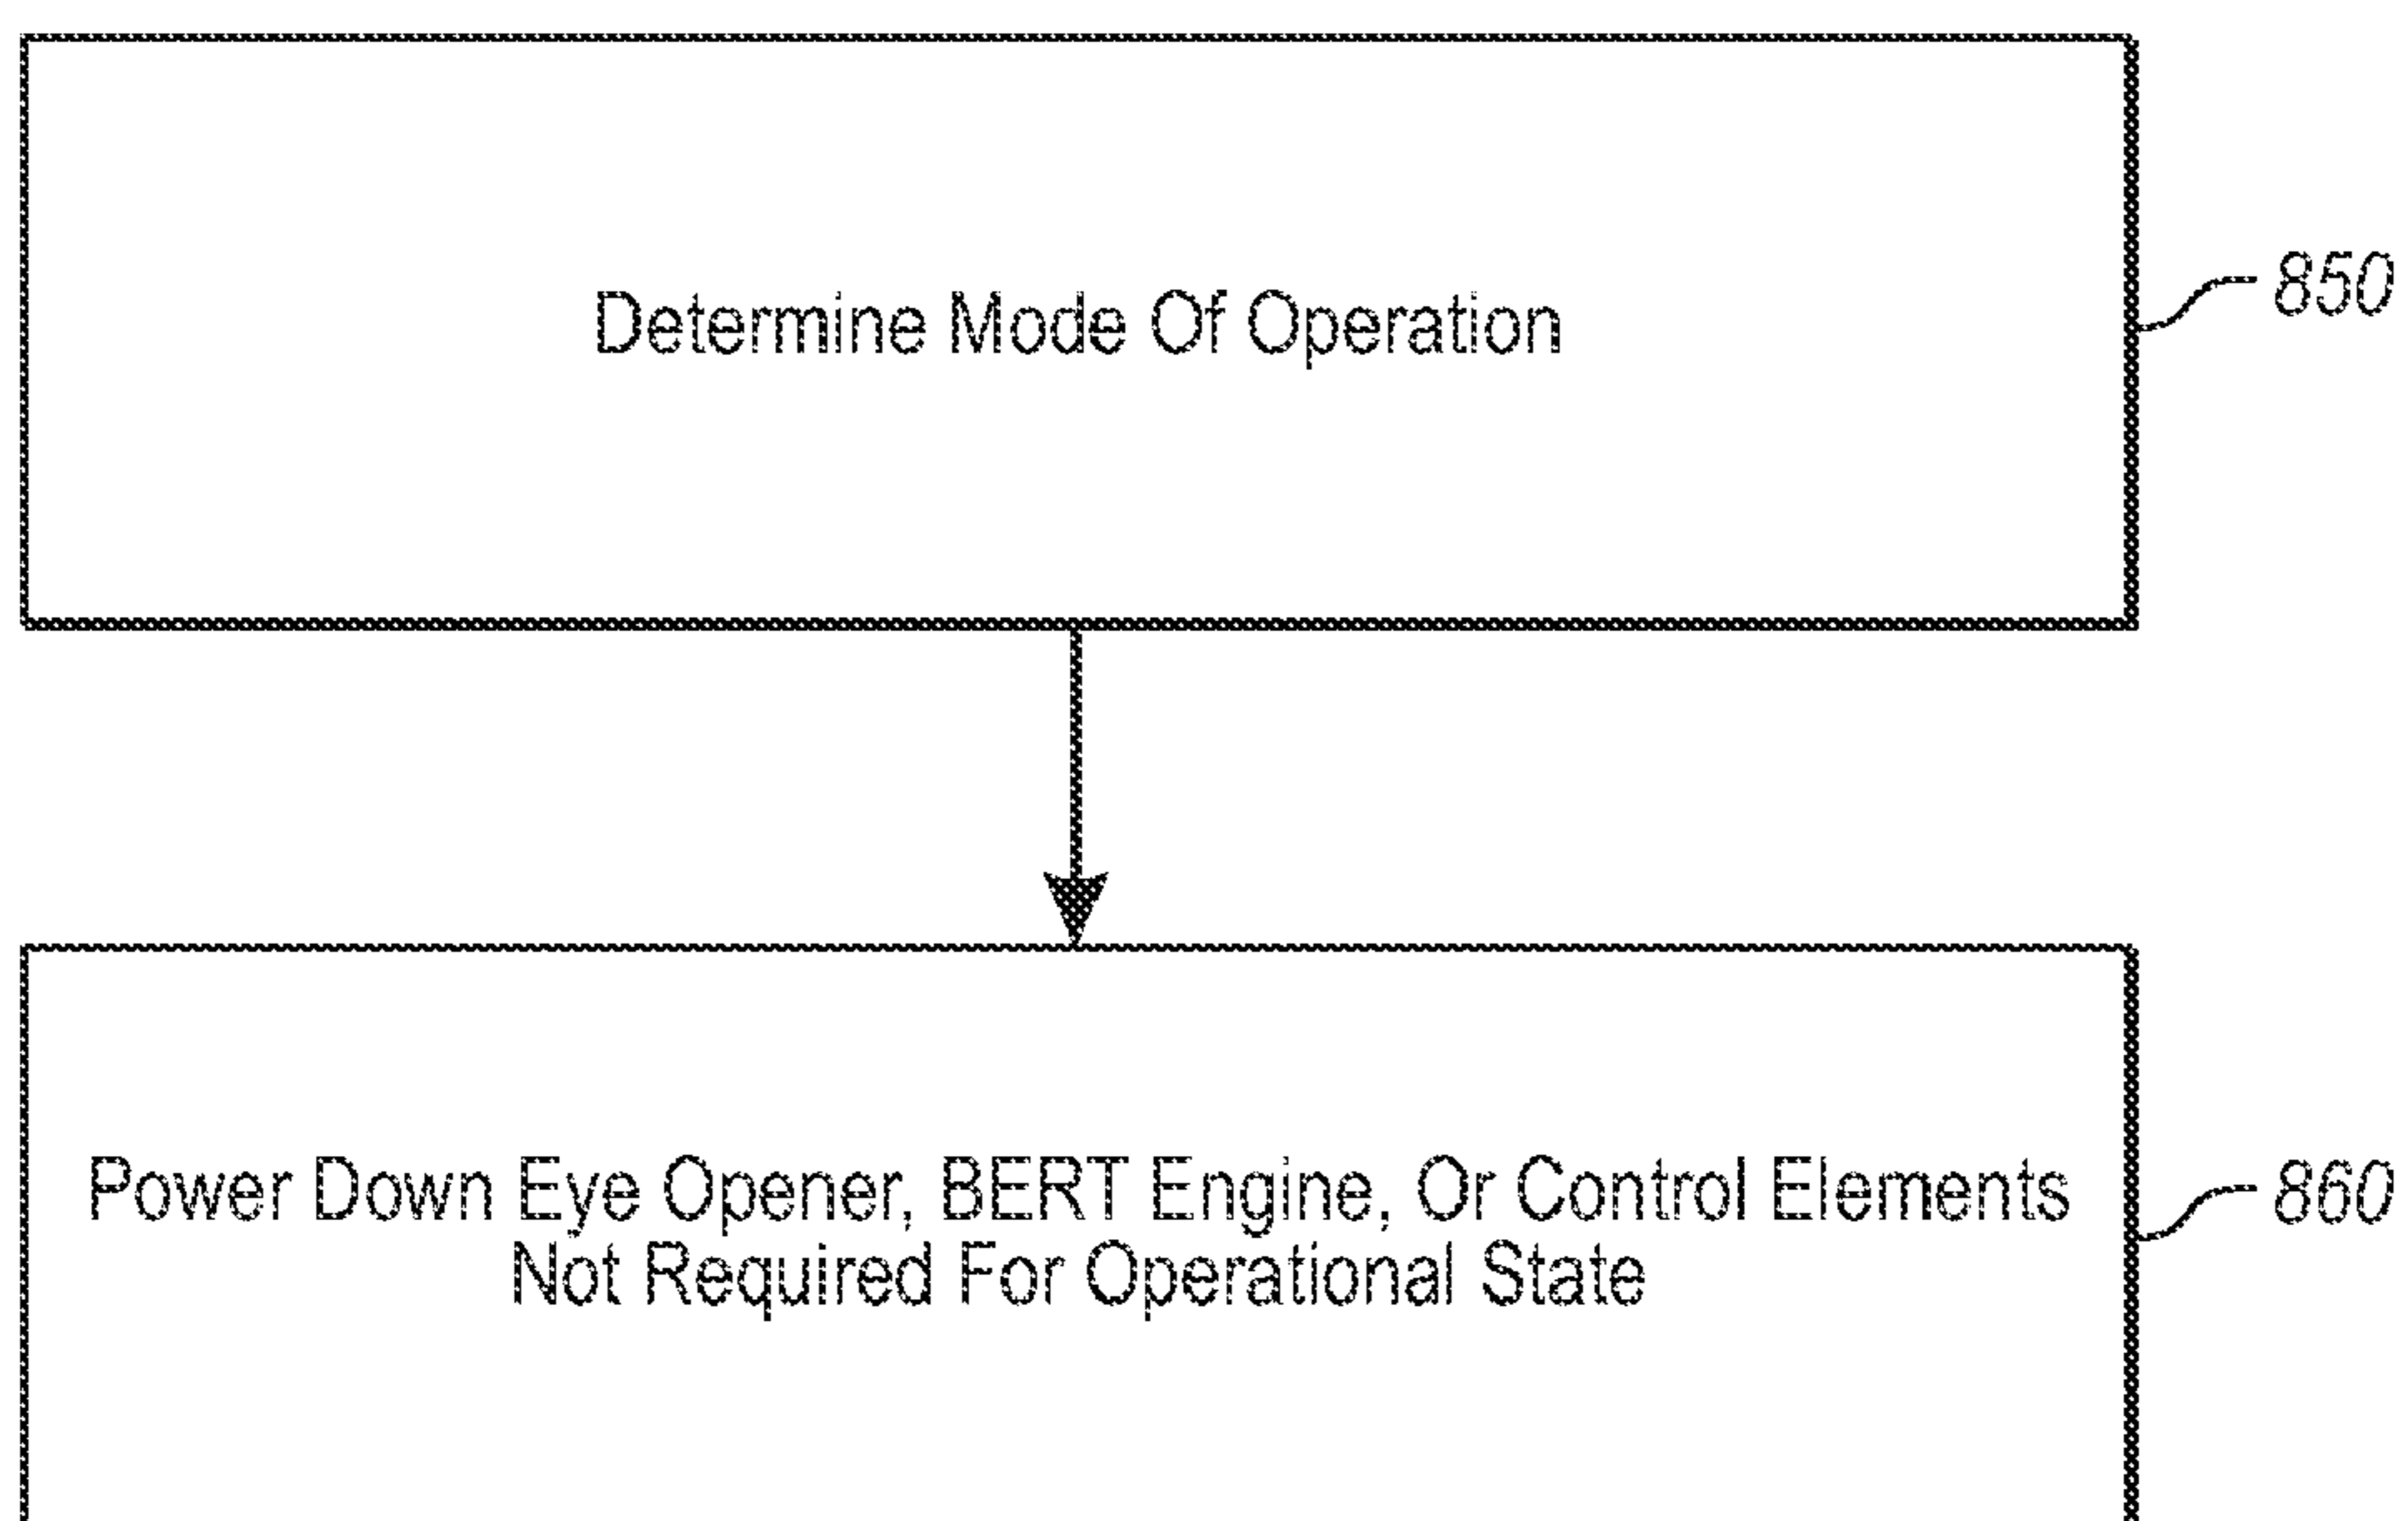 Determine Mode Of Operation
850
Power Down Eye Opener, BERT Engine, Or Control Elements
Not Required For Operational State
860